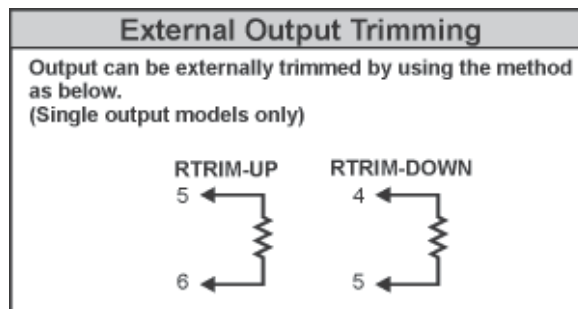 External Output Trimming
Output can be externally trimmed by using the method
as below.
(Single output models only)
RTRIM-UP RTRIM-DOWN
5 4
6 5